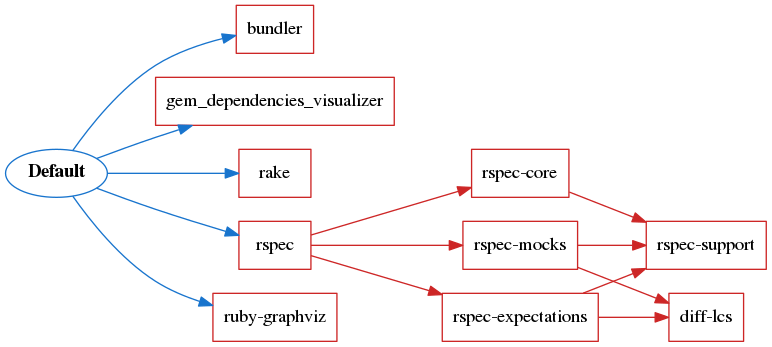 bundler
gem_dependencies_visualizer
Default
rake
rspec-core
rspec
rspec-mocks
rspec-support
ruby-graphviz
rspec-expectations
diff-lcs